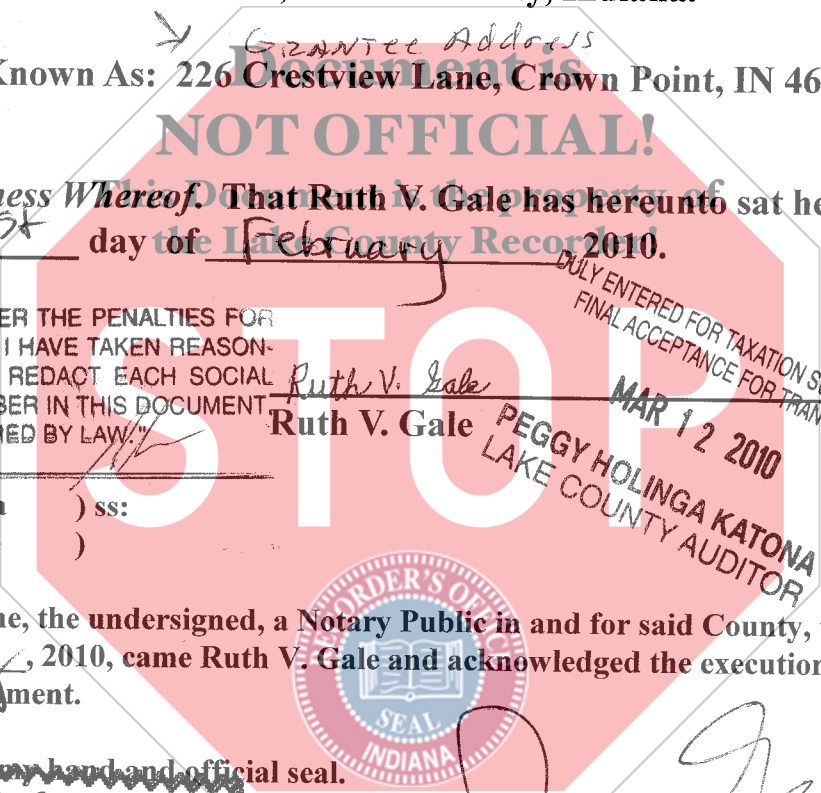 Grantee Address
Known As: 226 Crestview Lane, Crown Point, IN 46
Document is
NOT OFFICIAL!
This Document is the property of
the Lake County Recorder!
ness Whereof. That Ruth V. Gale has hereunto sat he
st day of February, 2010.
DULY ENTERED FOR TAXATION S
FINAL ACCEPTANCE FOR TRAN
ER THE PENALTIES FOR
I HAVE TAKEN REASON-
REDACT EACH SOCIAL
BER IN THIS DOCUMENT,
RED BY LAW."
STOP
Ruth V. Gale
Ruth V. Gale
MAR 12 2010
PEGGY HOLINGA KATONA
LAKE COUNTY AUDITOR
a ) ss:
)
ne, the undersigned, a Notary Public in and for said County,
, 2010, came Ruth V. Gale and acknowledged the execution
ment.
RECORDER'S OFFICE
SEAL
INDIANA
my hand and official seal.